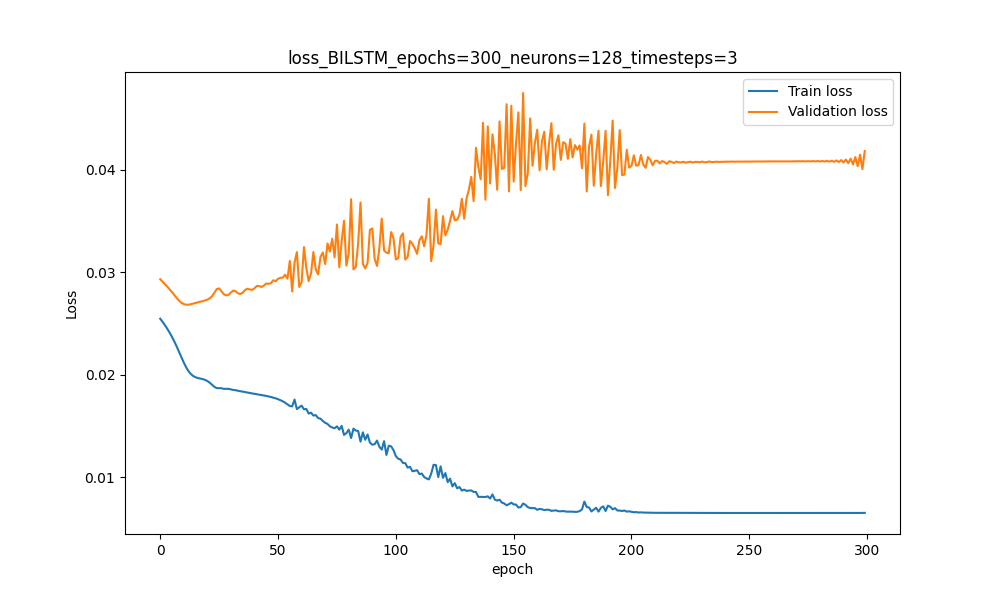 loss_BILSTM_epochs=300_neurons=128_timesteps=3
Train loss
Validation loss
0.04
0.03
0.02
0.01
Loss
0 50 100 150 200 250 300
epoch